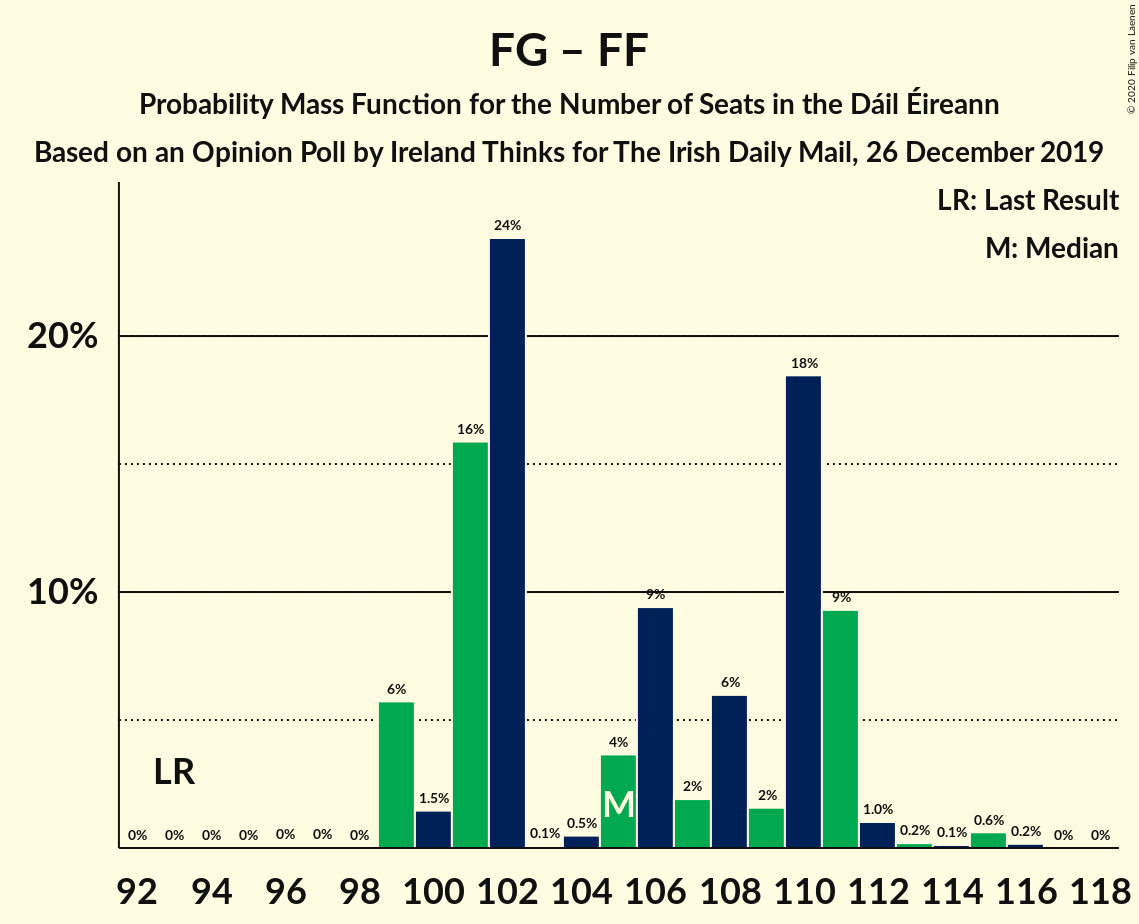 FG – FF
Probability Mass Function for the Number of Seats in the Dáil Éireann
Based on an Opinion Poll by Ireland Thinks for The Irish Daily Mail, 26 December 2019
© 2020 Filip van Laenen
LR: Last Result
M: Median
24%
20%
18%
16%
10%
9%
9%
6%
6%
4%
LR
M
2%
2%
1.5%
1.0%
0% 0% 0% 0% 0% 0% 0%
0.1%
0.5%
0.2%
0.1%
0.6%
0.2%
0%
0%
92 94 96 98 100 102 104 106 108 110 112 114 116 118